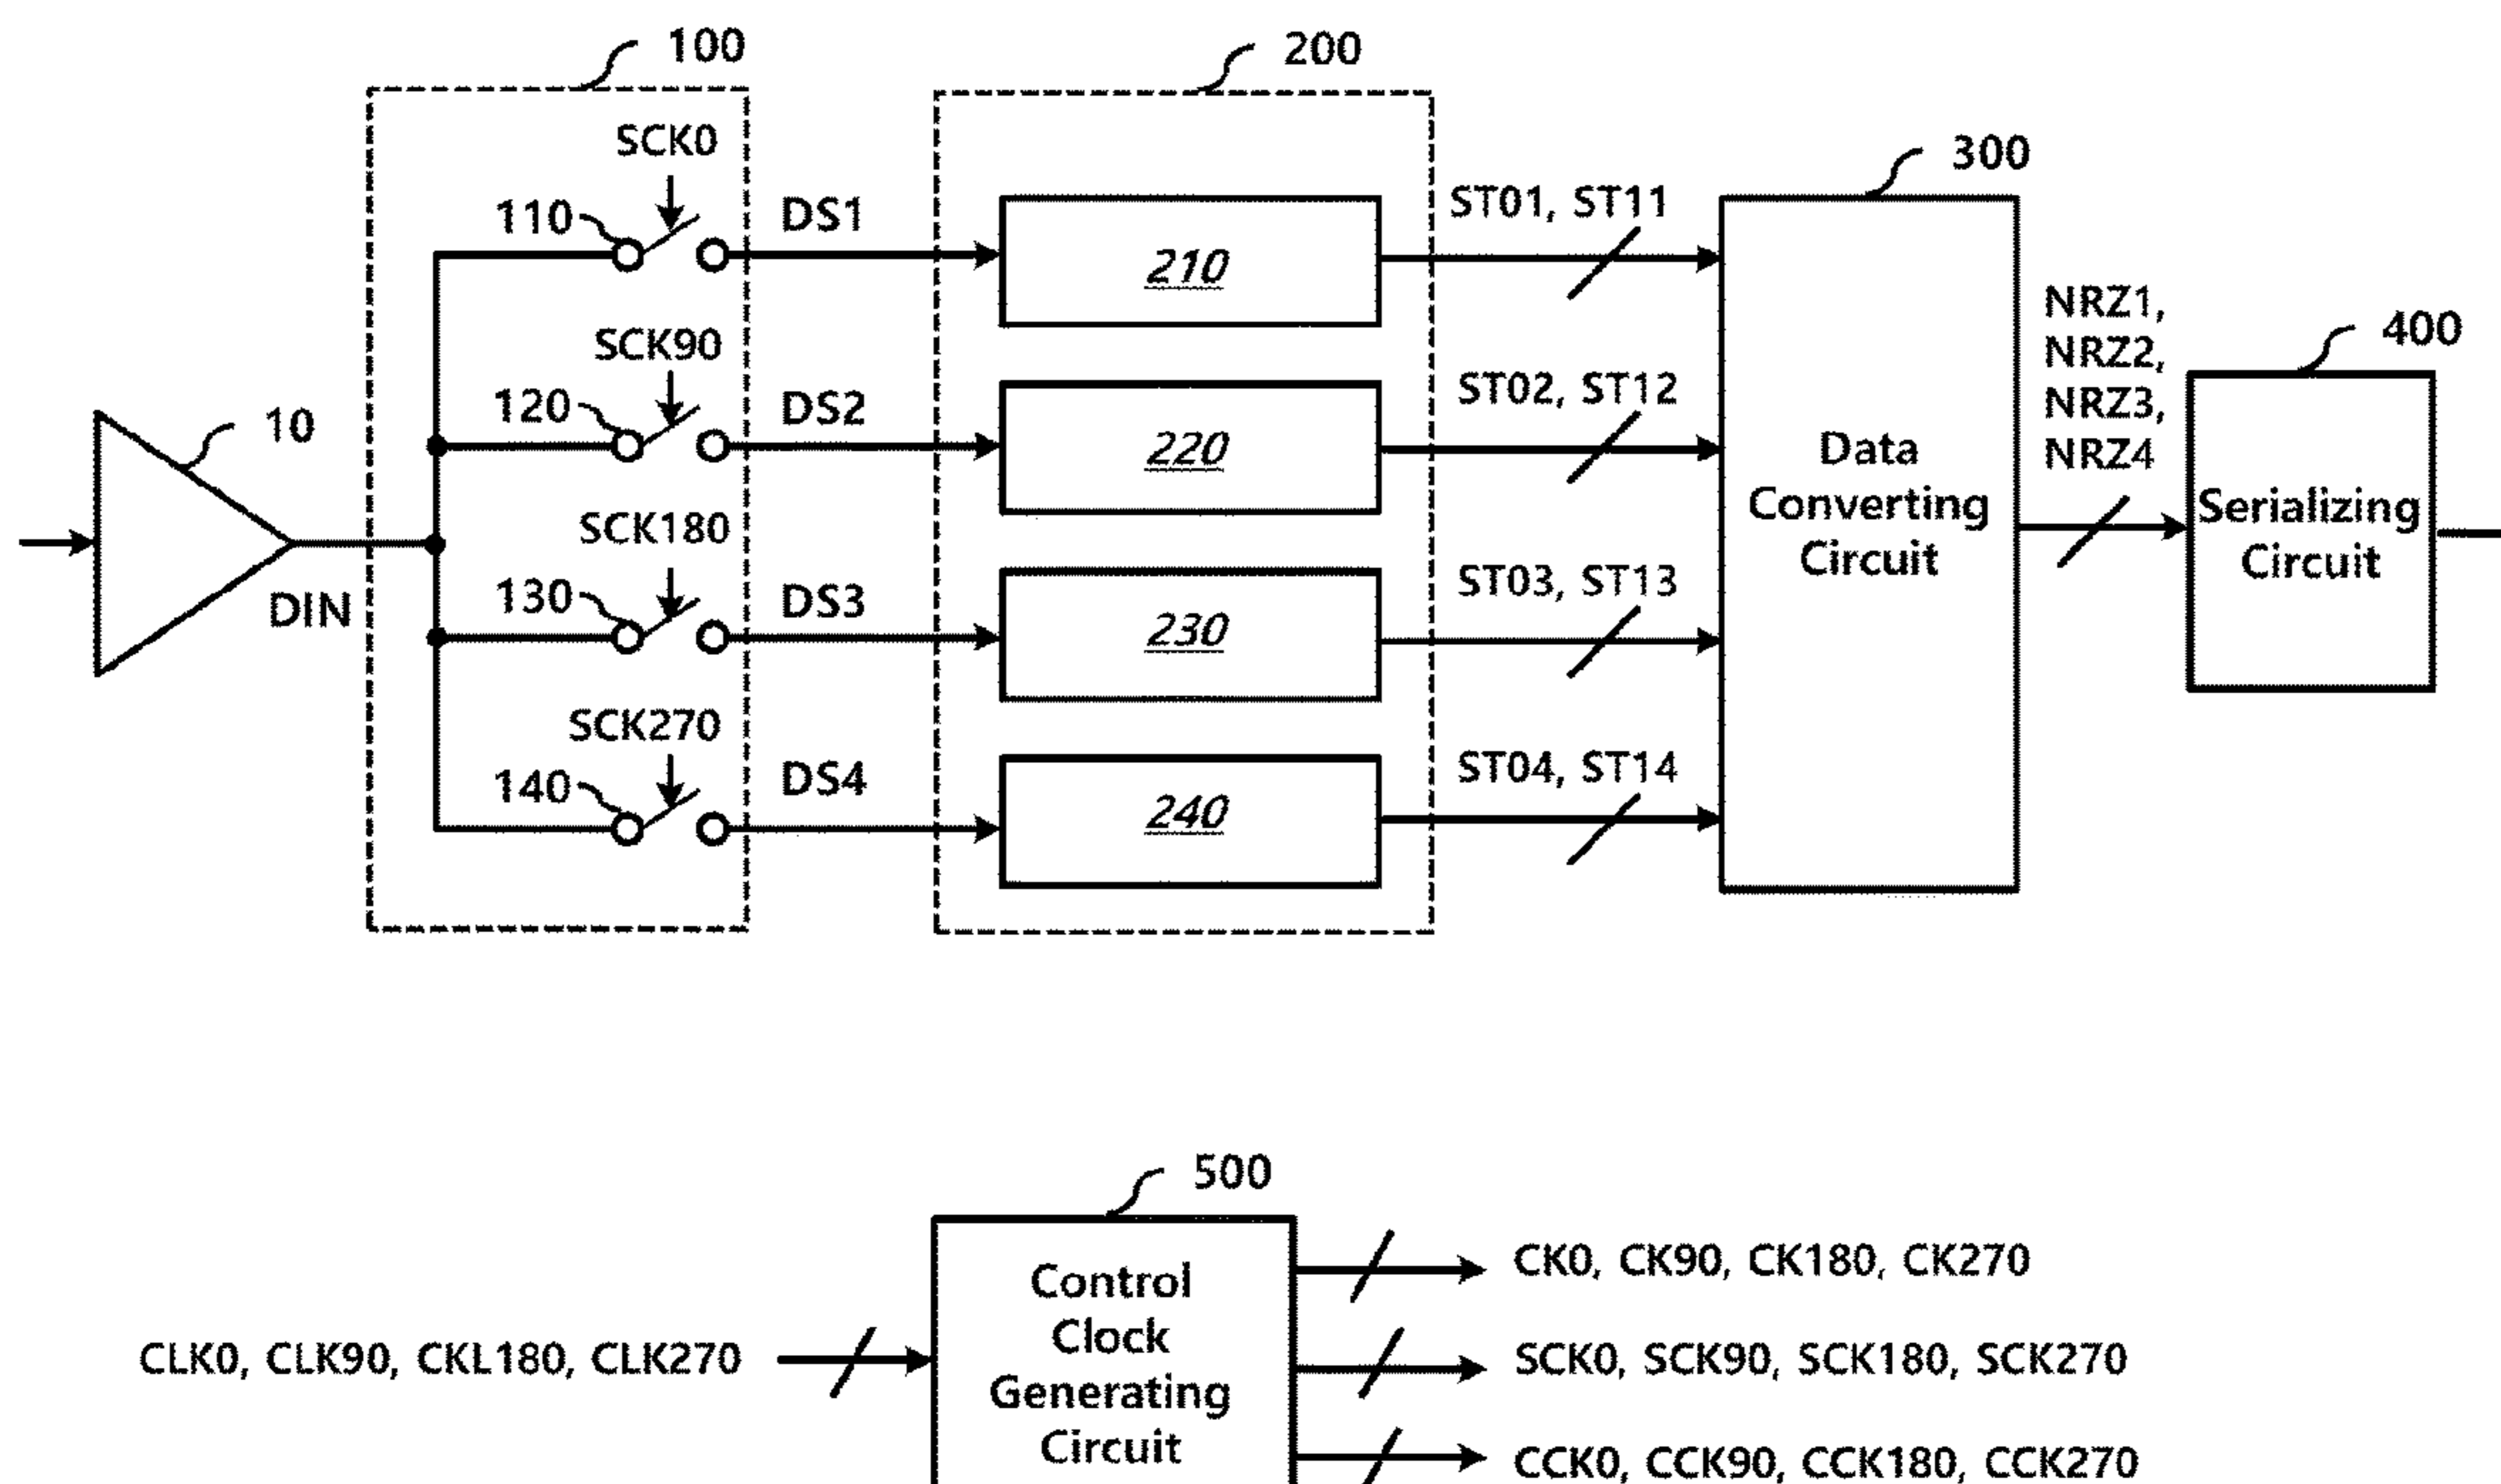 100
200
SCK0
300
110
DS1
ST01, ST11
210
NRZ1,
NRZ2,
NRZ3,
NRZ4
400
SCK90
120
DS2
ST02, ST12
220
10
Data
Converting
Circuit
Serializing
Circuit
SCK180
130
DS3
ST03, ST13
230
DIN
SCK270
140
DS4
ST04, ST14
240
500
Control
Clock
Generating
Circuit
CLK0, CLK90, CKL180, CLK270
CK0, CK90, CK180, CK270
SCK0, SCK90, SCK180, SCK270
CCK0, CCK90, CCK180, CCK270